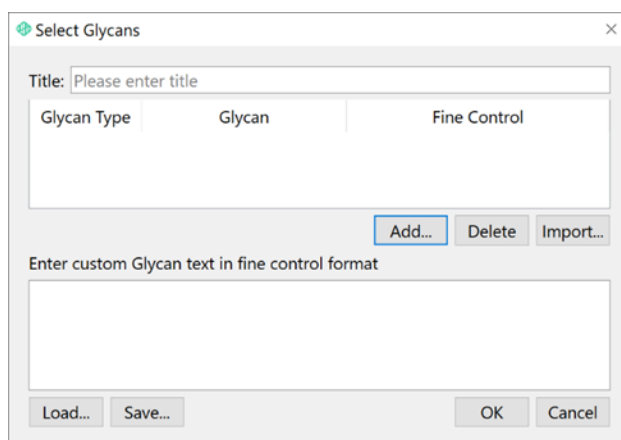 Select Glycans
Title: Please enter title
Glycan Type Glycan Fine Control
Add... Delete Import...
Enter custom Glycan text in fine control format
Load... Save... OK Cancel